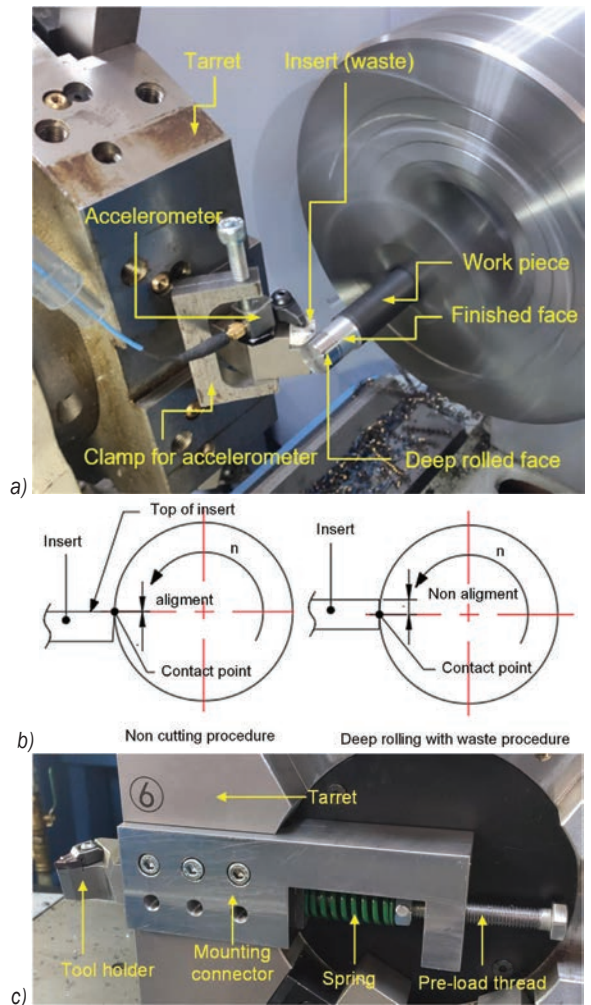 Tarret
Insert (waste)
Accelerometer
Work piece
Finished face
Clamp for accelerometer
Deep rolled face
a)
Top of insert
Insert
n
aligment
Contact point
Non cutting procedure
Insert
n
Non aligment
Contact point
Deep rolling with waste procedure
b)
6
Tarret
Tool holder
Mounting
connector
Spring
Pre-load thread
c)